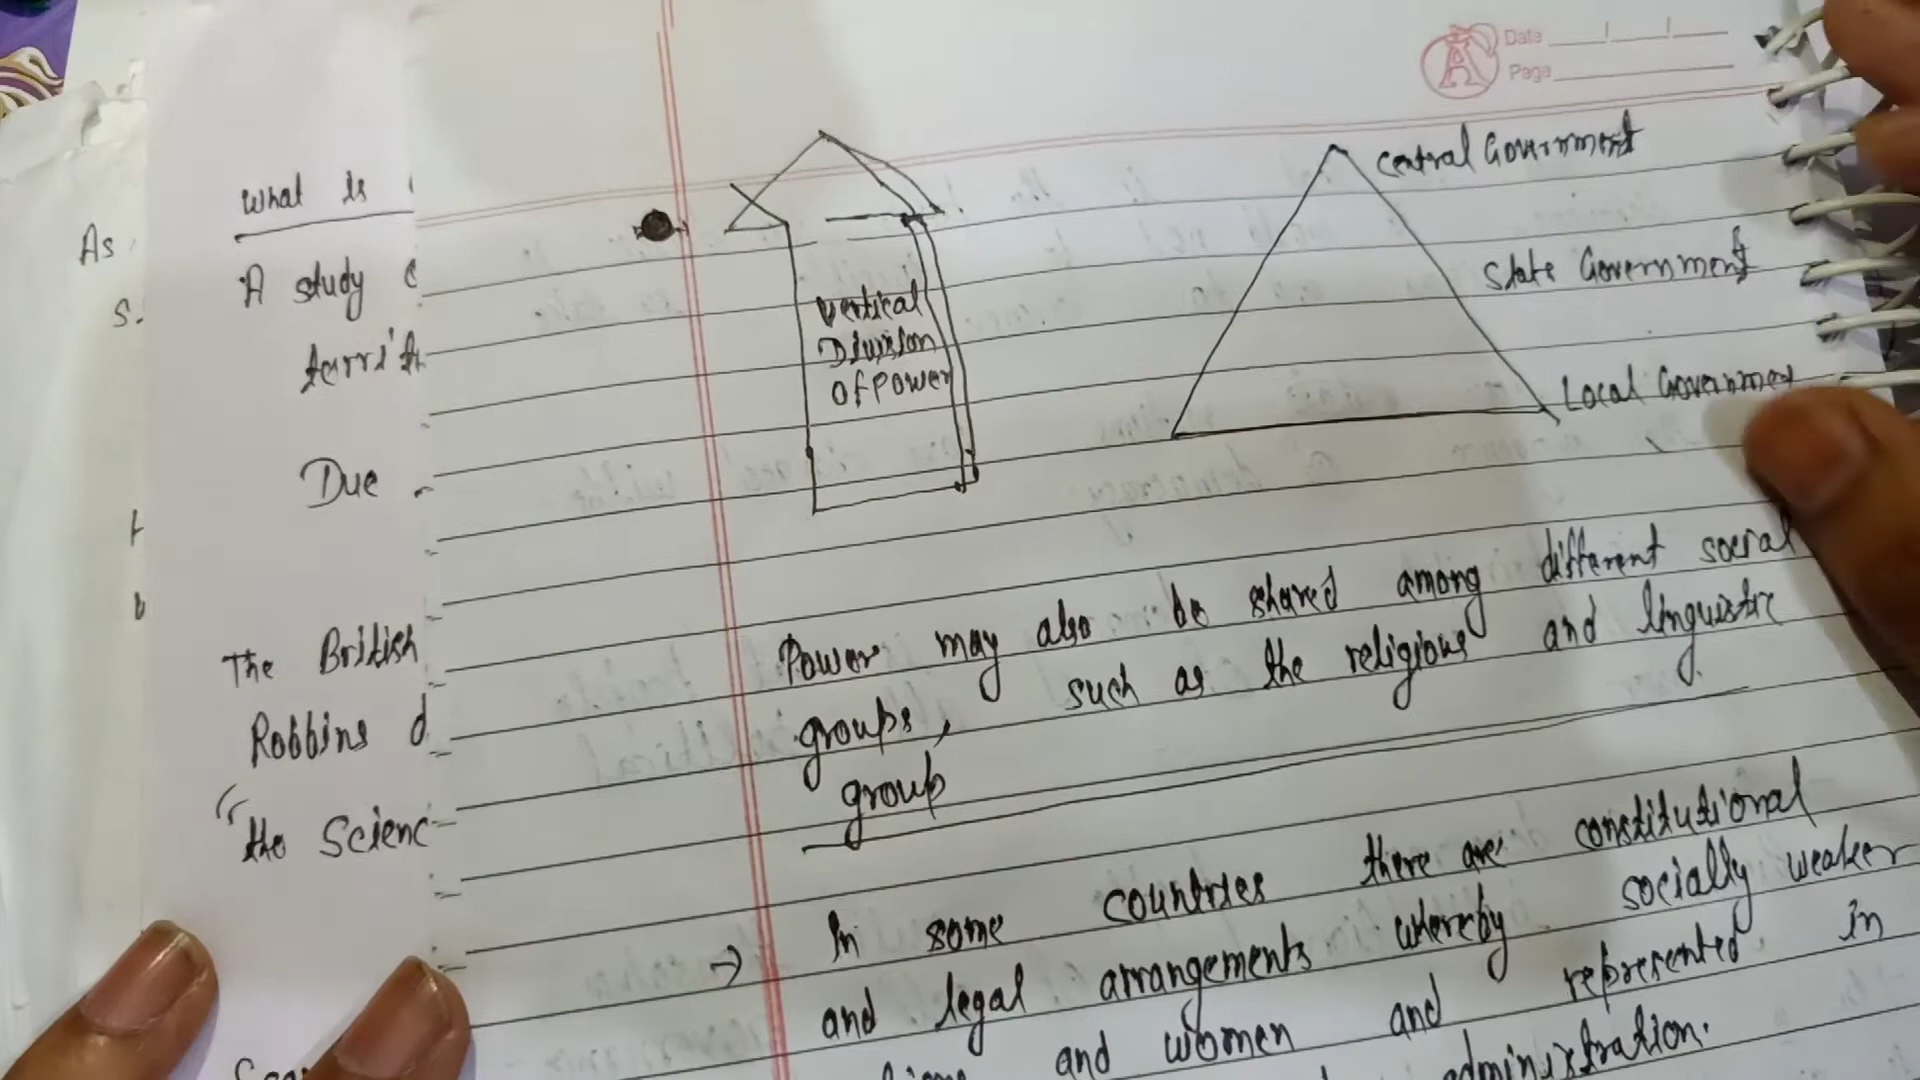 Date
Page
Central Government
State Government
Local Governmen
Vertical
Division
Of Power
Power may also be shared among different social
groups, such as the religious and linguistic
group
→ In some countries there are constitutional
and legal arrangements whereby socially weaker
and women and represented in
administration.
What is
A study
territ
Due
The British
Robbins d
"the Scienc
As